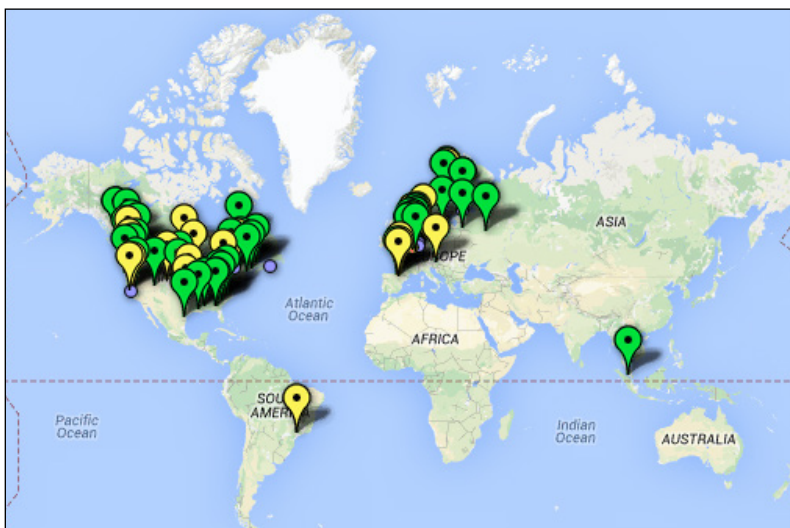 ASIA
Atlantic
Ocean
AFRICA
Pacific
Ocean
Indian
Ocean
AUSTRALIA